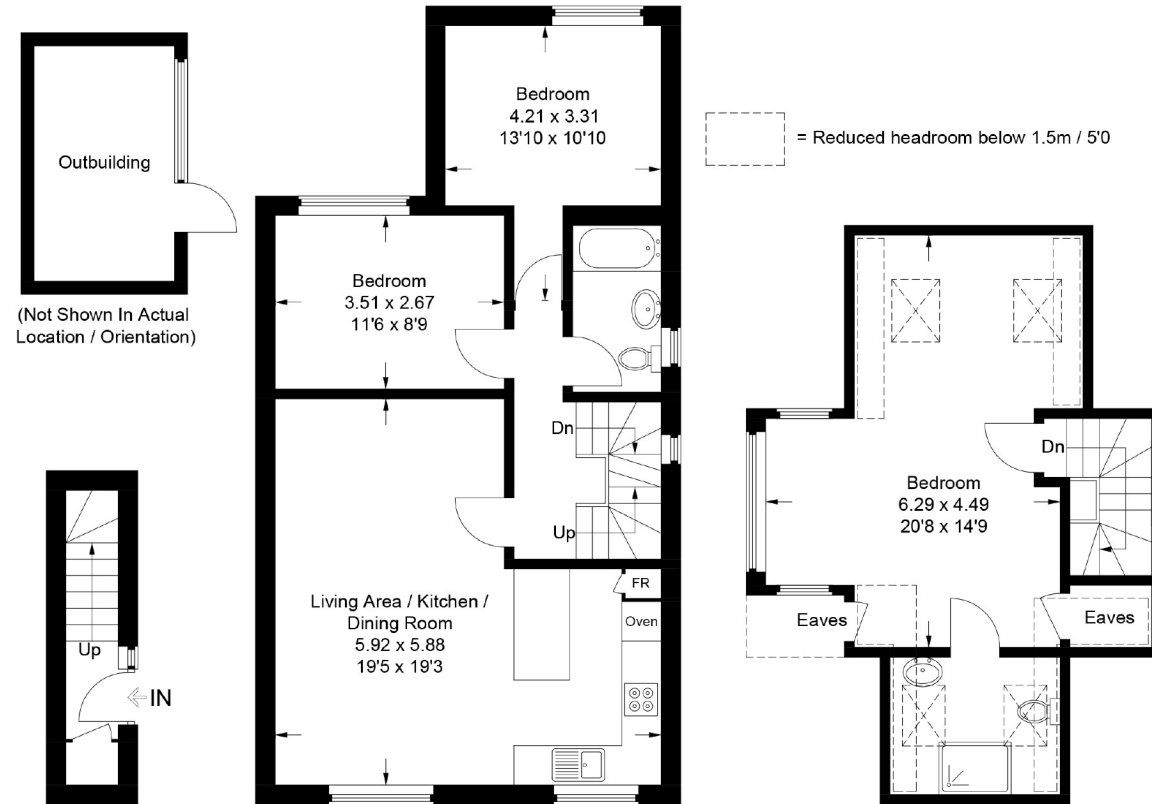 Outbuilding
(Not Shown In Actual
Location / Orientation)
Up
IN
Bedroom
4.21 x 3.31
13'10 x 10'10
Bedroom
3.51 x 2.67
11'6 x 8'9
Dn
Up
FR
Oven
Living Area / Kitchen /
Dining Room
5.92 x 5.88
19'5 x 19'3
= Reduced headroom below 1.5m / 5'0
Dn
Bedroom
6.29 x 4.49
20'8 x 14'9
Eaves
Eaves